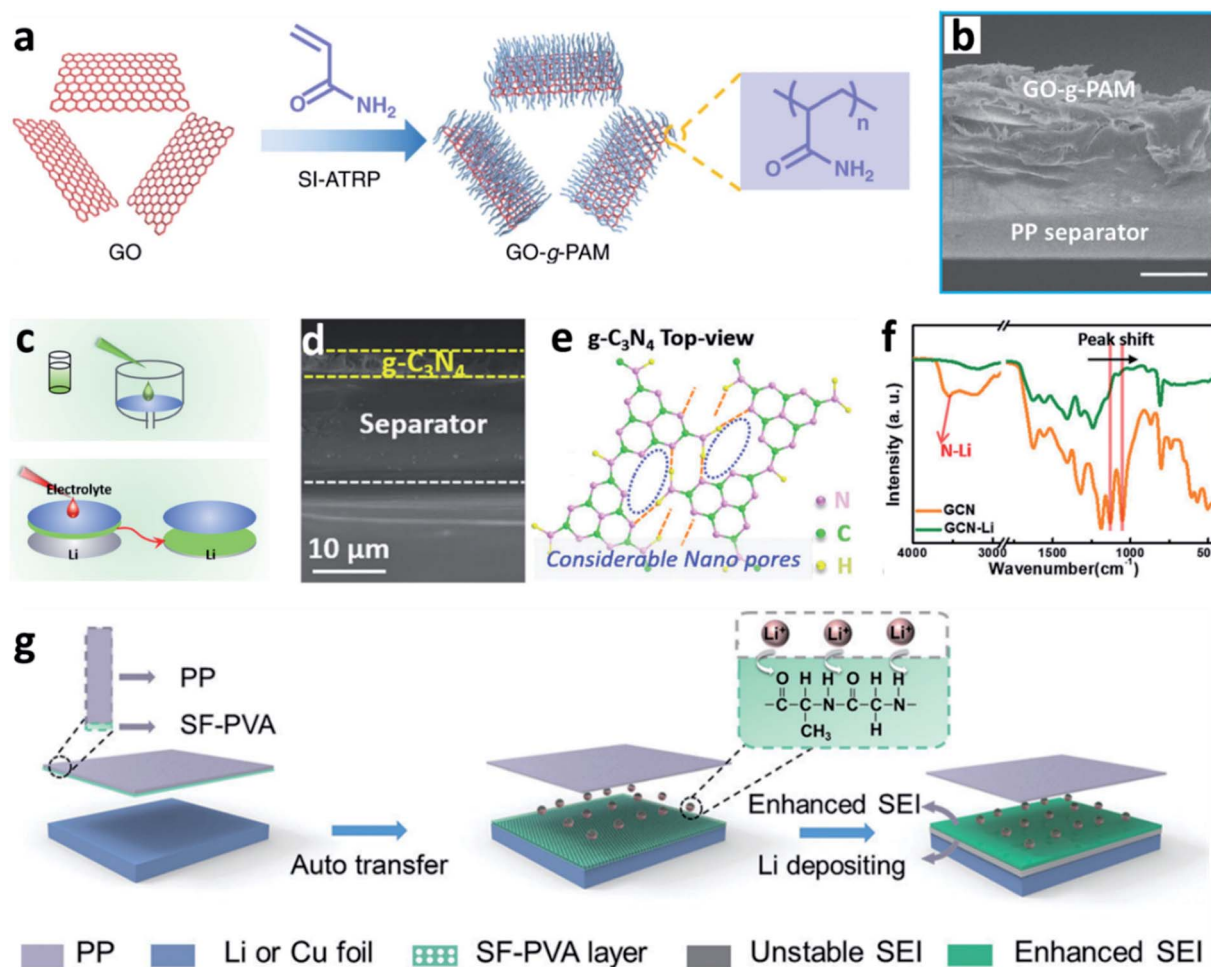 a
O
NH2
SI-ATRP
GO
GO-g-PAM
n
O
NH2
b
GO-g-PAM
PP separator
c
Electrolyte
Li
Li
d
g-C3N4
Separator
10 μm
e
g-C3N4 Top-view
N
C
H
Considerable Nano pores
f
Peak shift
N-Li
GCN
GCN-Li
Intensity (a. u.)
4000 3000 1500 1000 500
Wavenumber(cm-1)
g
PP
SF-PVA
Li+ Li+ Li+
O H H O H H
–C–C–N–C–C–N–
CH3 H
Auto transfer
Enhanced SEI
Li depositing
PP
Li or Cu foil
SF-PVA layer
Unstable SEI
Enhanced SEI